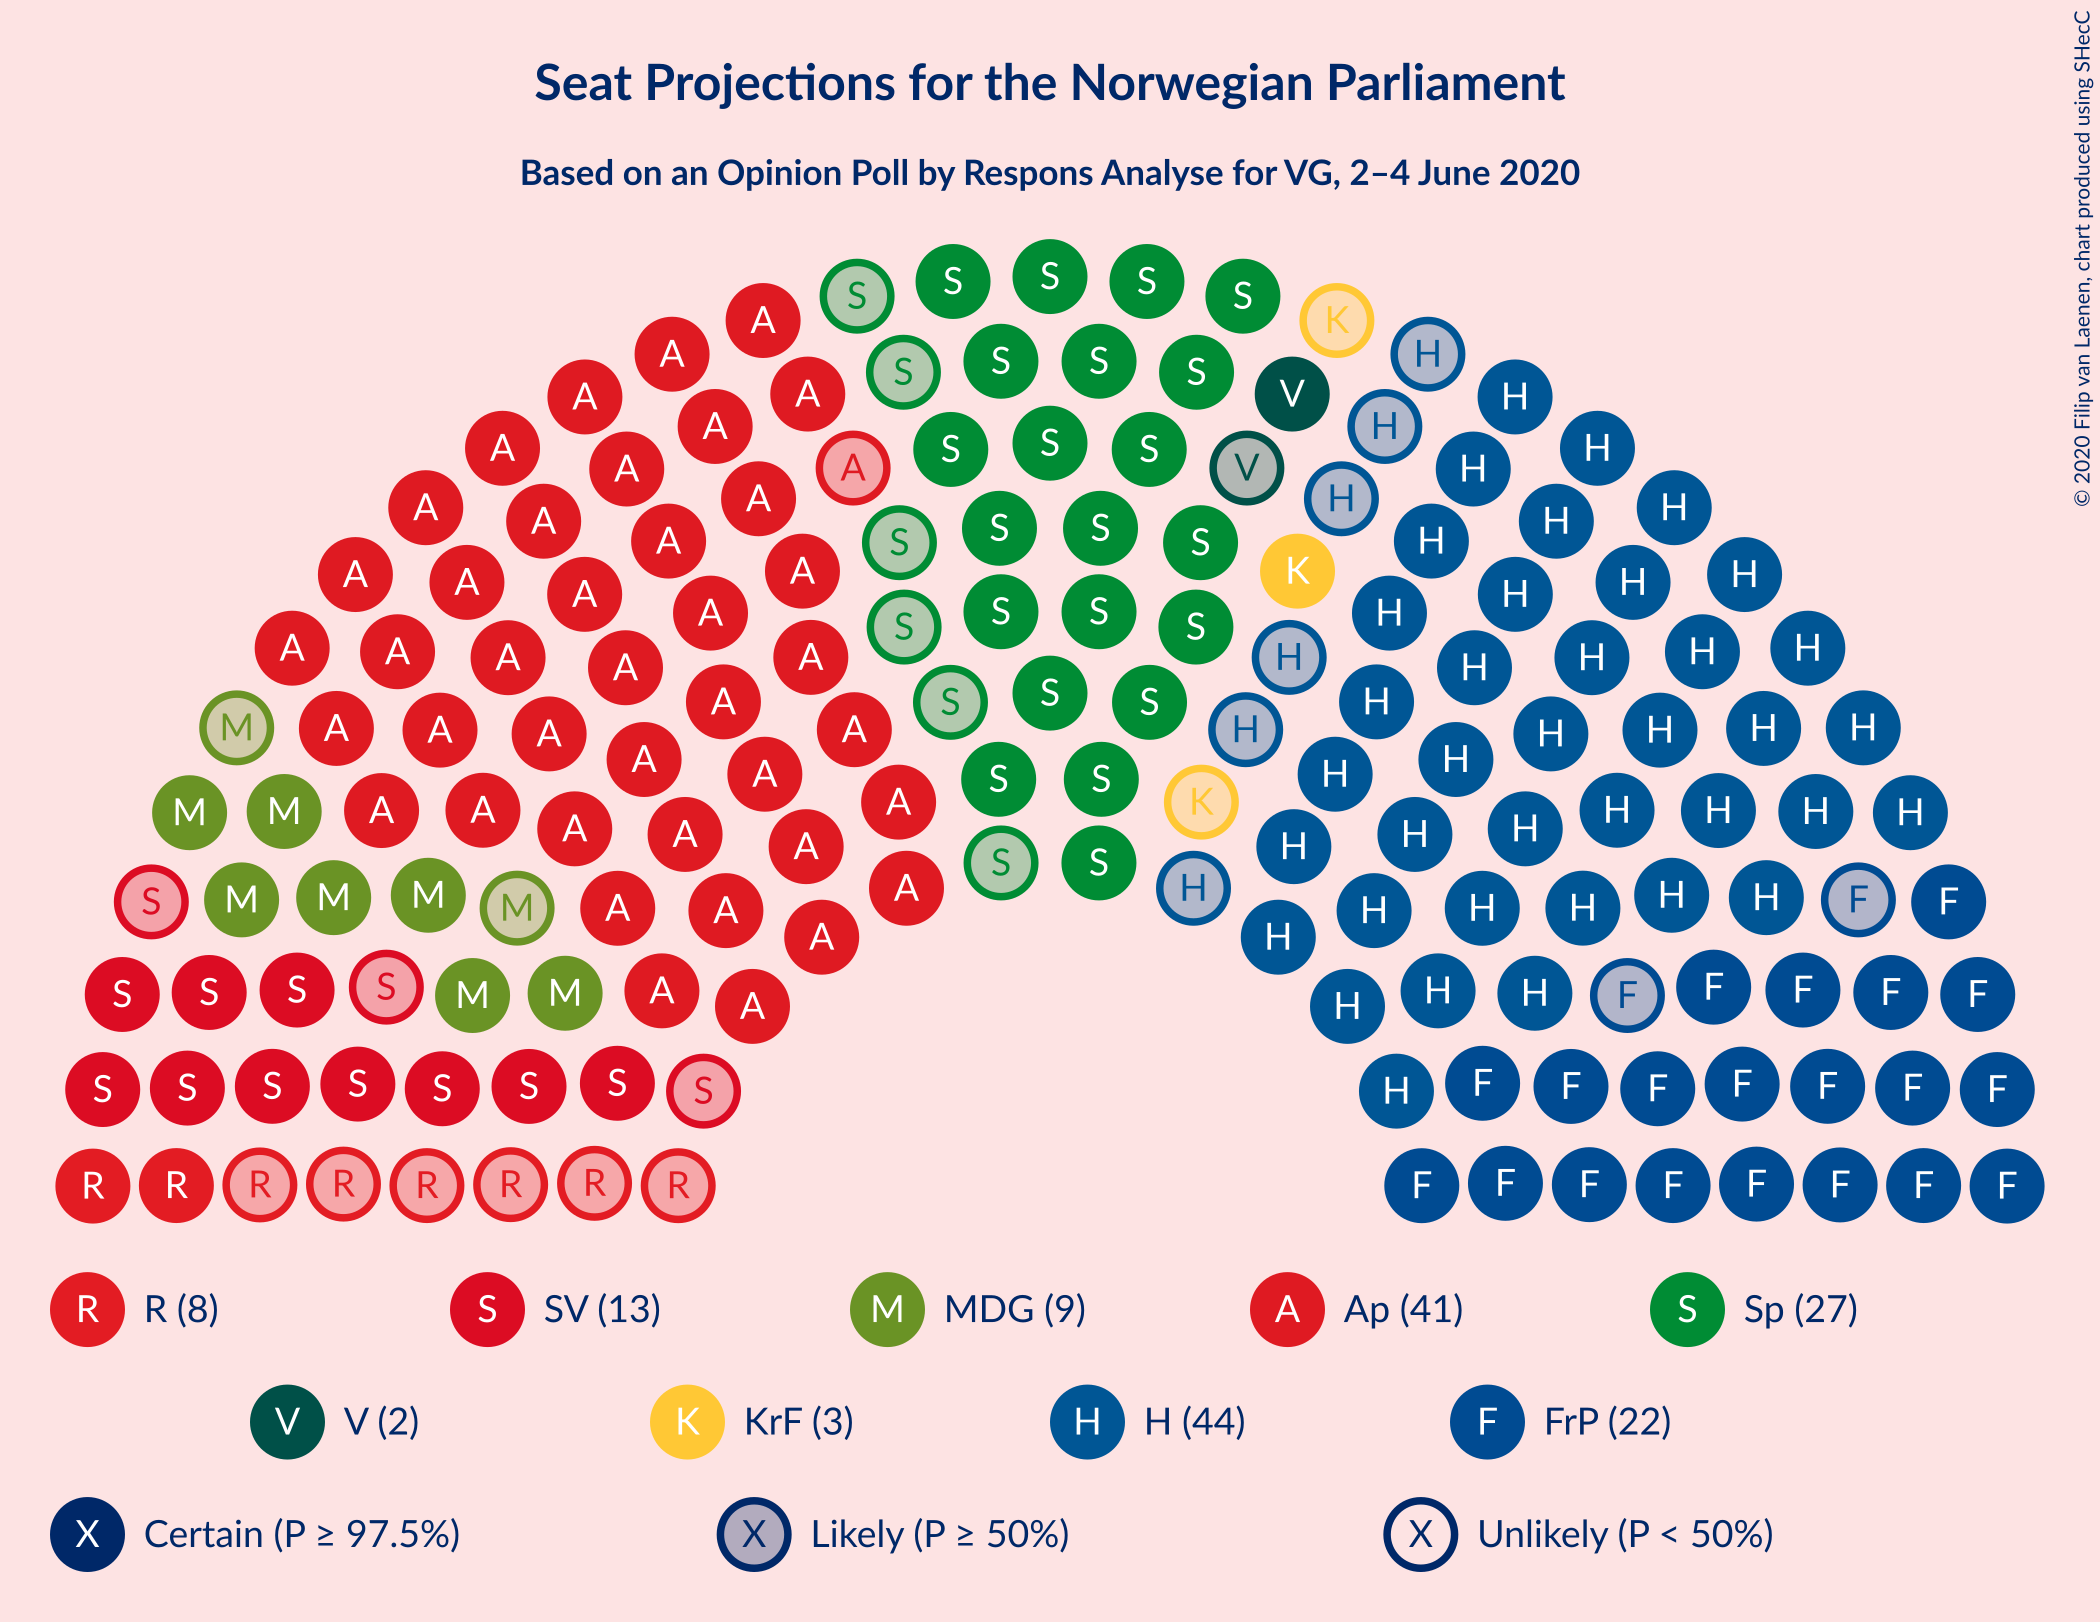 Seat Projections for the Norwegian Parliament
Based on an Opinion Poll by Respons Analyse for VG, 2–4 June 2020
© 2020 Filip van Laenen, chart produced using SHecC
S S S S S
A K
A H
A S S S S H
A A V H
A A S S S H
A A V H
A A A H H
A A S S S S K H H H
A A A H H H
A A S S S S H H H H
A A A A H H H H
A A S S S H H H
M A A A A A H H H H H H
A A S S K H H
M M A A A A A H H H H H H H
A S S H H
S M M M M A A A H H H H H H F F
S S S S M M A A H H H F F F F F
S S S S S S S S H F F F F F F F
R R R R R R R R F F F F F F F F
R R (8) S SV (13) M MDG (9) A Ap (41) S Sp (27)
V V (2) K KrF (3) H H (44) F FrP (22)
X Certain (P ≥ 97.5%) X Likely (P ≥ 50%) X Unlikely (P < 50%)